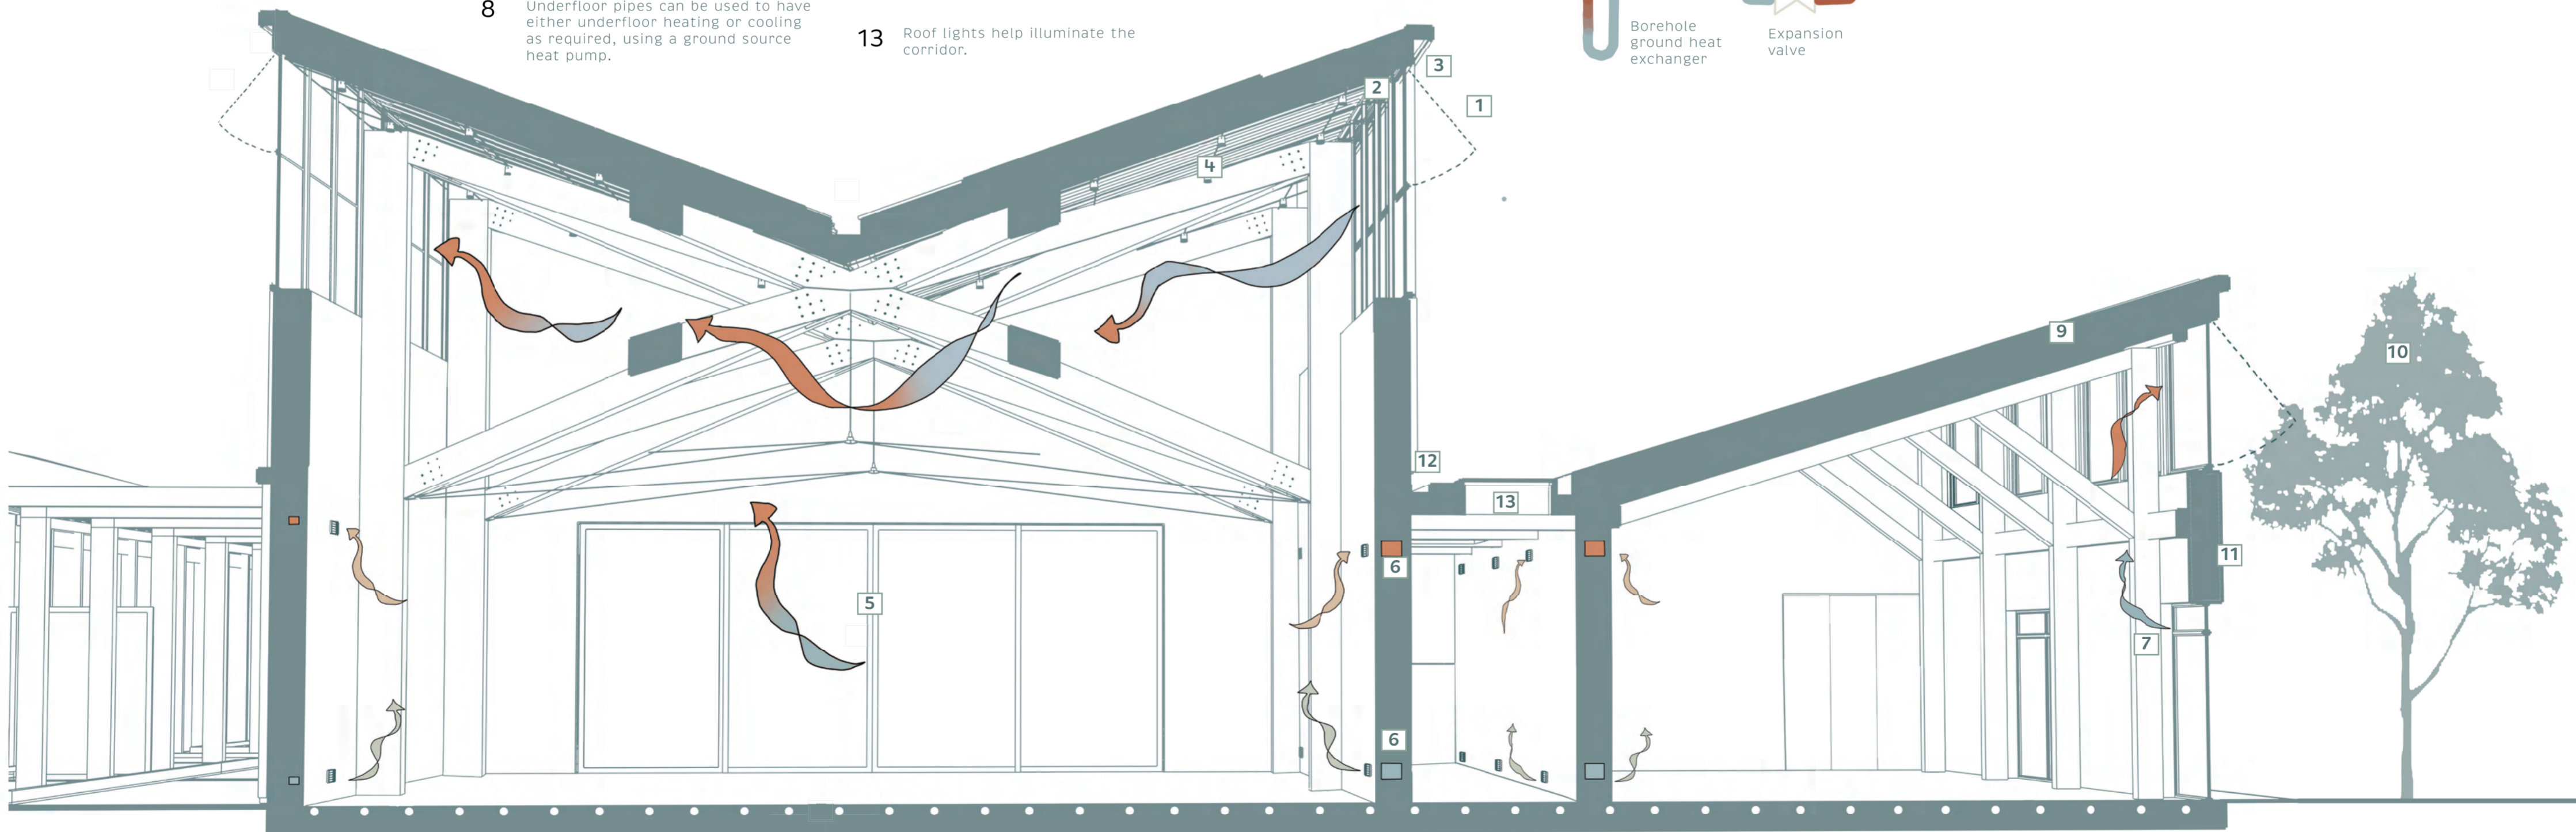 8
Underfloor pipes can be used to have
either underfloor heating or cooling
as required, using a ground source
heat pump.
13
Roof lights help illuminate the
corridor.
Borehole
ground heat
exchanger
Expansion
valve
3
2
1
4
9
10
12
13
11
6
5
7
6